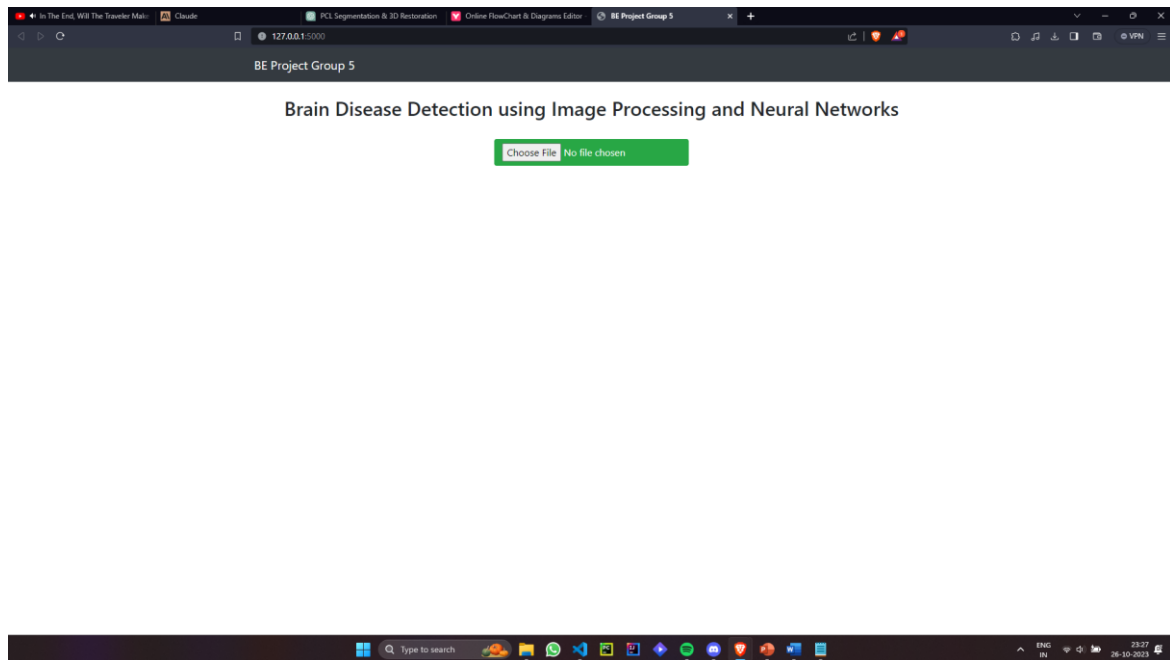 In The End, Will The Traveler Make
Claude
PCL Segmentation & 3D Restoration
Online FlowChart & Diagrams Editor
BE Project Group 5
127.0.0.1:5000
VPN
BE Project Group 5
Brain Disease Detection using Image Processing and Neural Networks
Choose File No file chosen
Type to search
ENG
IN
23:27
26-10-2023